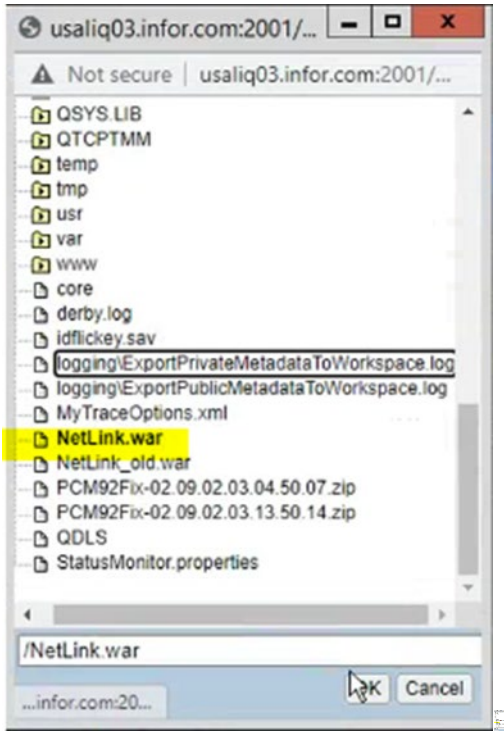 usaliq03.infor.com:2001/...
Not secure | usaliq03.infor.com:2001/...
QSYS.LIB
QTCPTMM
temp
tmp
usr
var
www
core
derby.log
idflickey.sav
logging\ExportPrivateMetadataToWorkspace.log
logging\ExportPublicMetadataToWorkspace.log
MyTraceOptions.xml
NetLink.war
NetLink_old.war
PCM92Fix-02.09.02.03.04.50.07.zip
PCM92Fix-02.09.02.03.13.50.14.zip
QDLS
StatusMonitor.properties
/NetLink.war
Cancel
...infor.com:20...